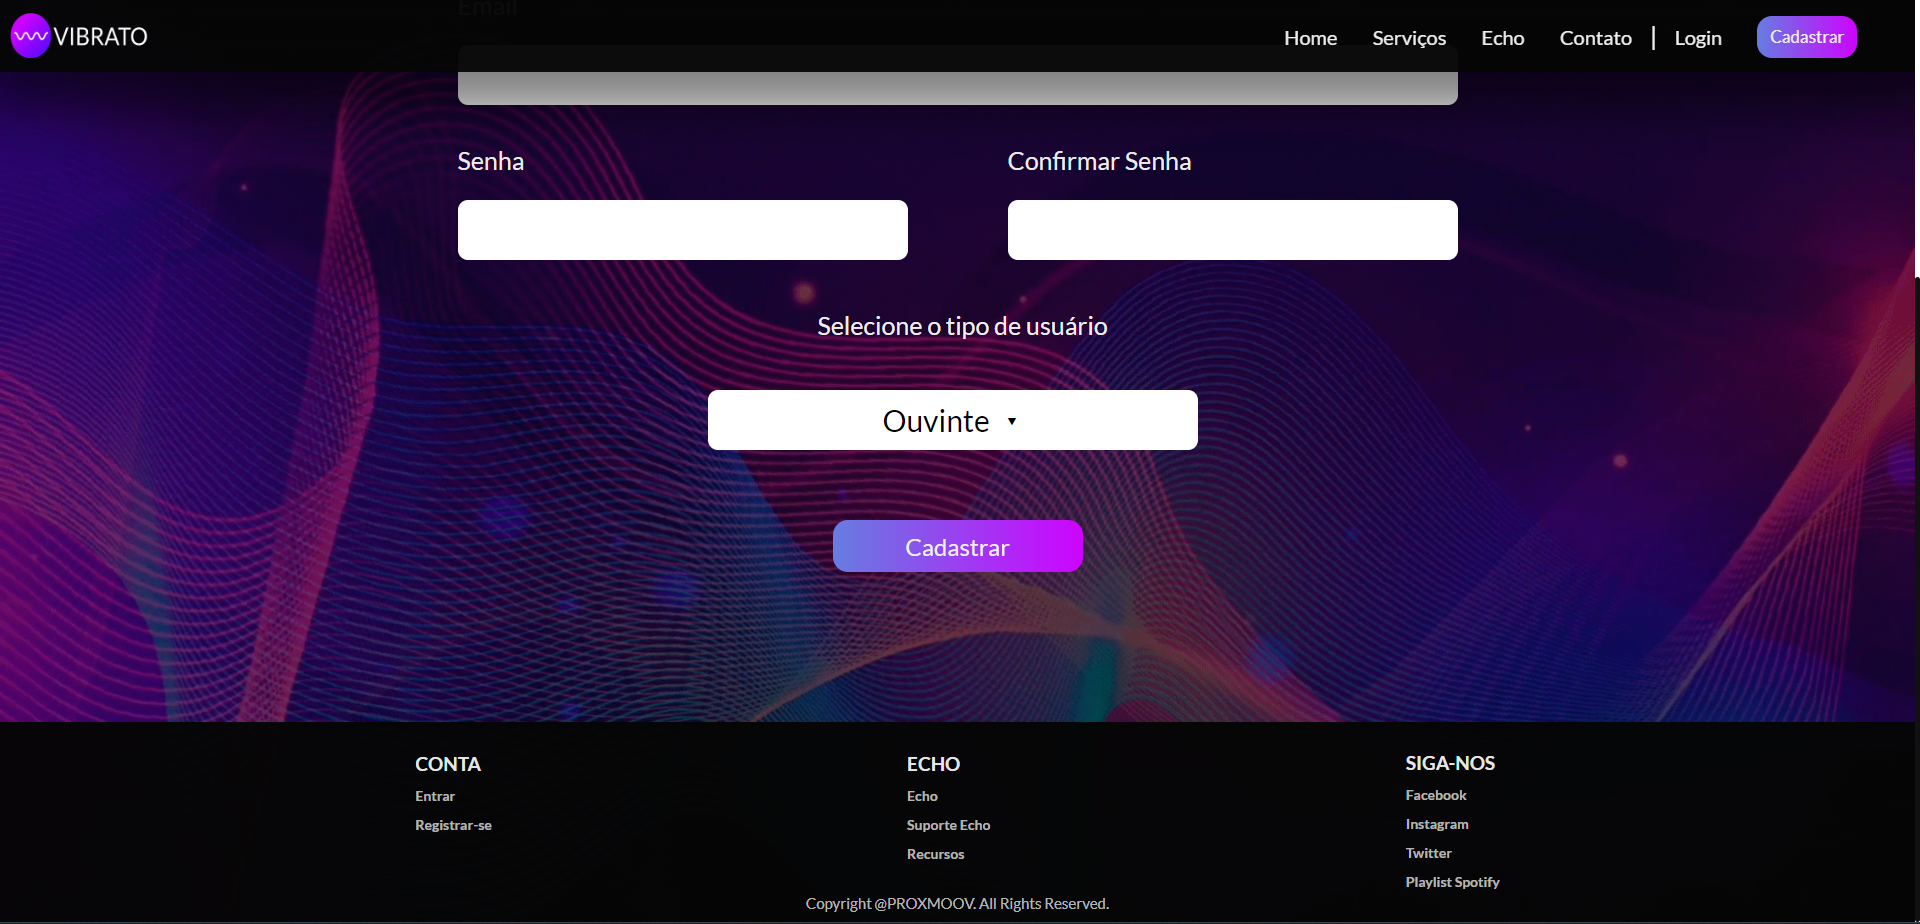 Email
VIBRATO
Home Serviços Echo Contato | Login Cadastrar
Senha Confirmar Senha
Selecione o tipo de usuário
Ouvinte ▾
Cadastrar
CONTA
Entrar
Registrar-se
ECHO
Echo
Suporte Echo
Recursos
SIGA-NOS
Facebook
Instagram
Twitter
Playlist Spotify
Copyright @PROXMOOV. All Rights Reserved.